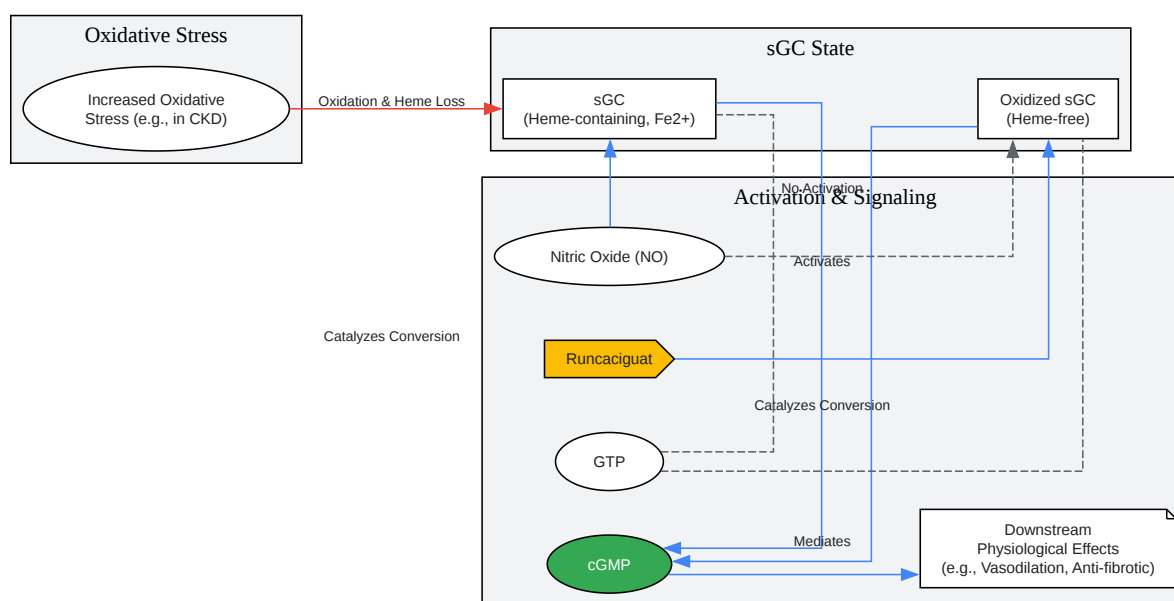 Oxidative Stress
Increased Oxidative
Stress (e.g., in CKD)
Oxidation & Heme Loss
sGC State
sGC
(Heme-containing, Fe2+)
Oxidized sGC
(Heme-free)
No Activation
Activation & Signaling
Nitric Oxide (NO)
Activates
Catalyzes Conversion
Runcaciguat
Catalyzes Conversion
GTP
Mediates
cGMP
Downstream
Physiological Effects
(e.g., Vasodilation, Anti-fibrotic)